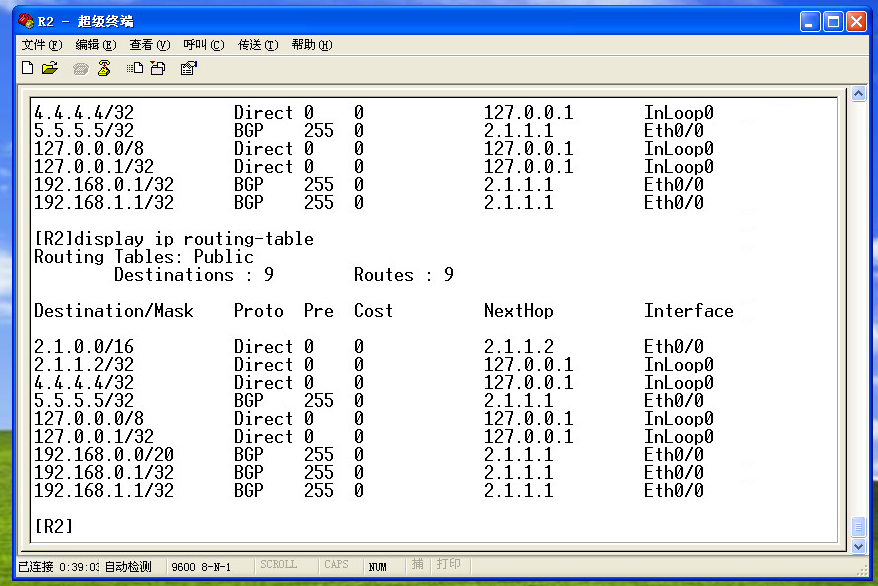 R2 - 超级终端
文件(F) 编辑(E) 查看(V) 呼叫(C) 传送(T) 帮助(H)
4.4.4.4/32 Direct 0 0 127.0.0.1 InLoop0
5.5.5.5/32 BGP 255 0 2.1.1.1 Eth0/0
127.0.0.0/8 Direct 0 0 127.0.0.1 InLoop0
127.0.0.1/32 Direct 0 0 127.0.0.1 InLoop0
192.168.0.1/32 BGP 255 0 2.1.1.1 Eth0/0
192.168.1.1/32 BGP 255 0 2.1.1.1 Eth0/0
[R2]display ip routing-table
Routing Tables: Public
Destinations : 9 Routes : 9
Destination/Mask Proto Pre Cost NextHop Interface
2.1.0.0/16 Direct 0 0 2.1.1.2 Eth0/0
2.1.1.2/32 Direct 0 0 127.0.0.1 InLoop0
4.4.4.4/32 Direct 0 0 127.0.0.1 InLoop0
5.5.5.5/32 BGP 255 0 2.1.1.1 Eth0/0
127.0.0.0/8 Direct 0 0 127.0.0.1 InLoop0
127.0.0.1/32 Direct 0 0 127.0.0.1 InLoop0
192.168.0.0/20 BGP 255 0 2.1.1.1 Eth0/0
192.168.0.1/32 BGP 255 0 2.1.1.1 Eth0/0
192.168.1.1/32 BGP 255 0 2.1.1.1 Eth0/0
[R2]
已连接 0:39:03 自动检测 9600 8-N-1 SCROLL CAPS NUM 捕 打印